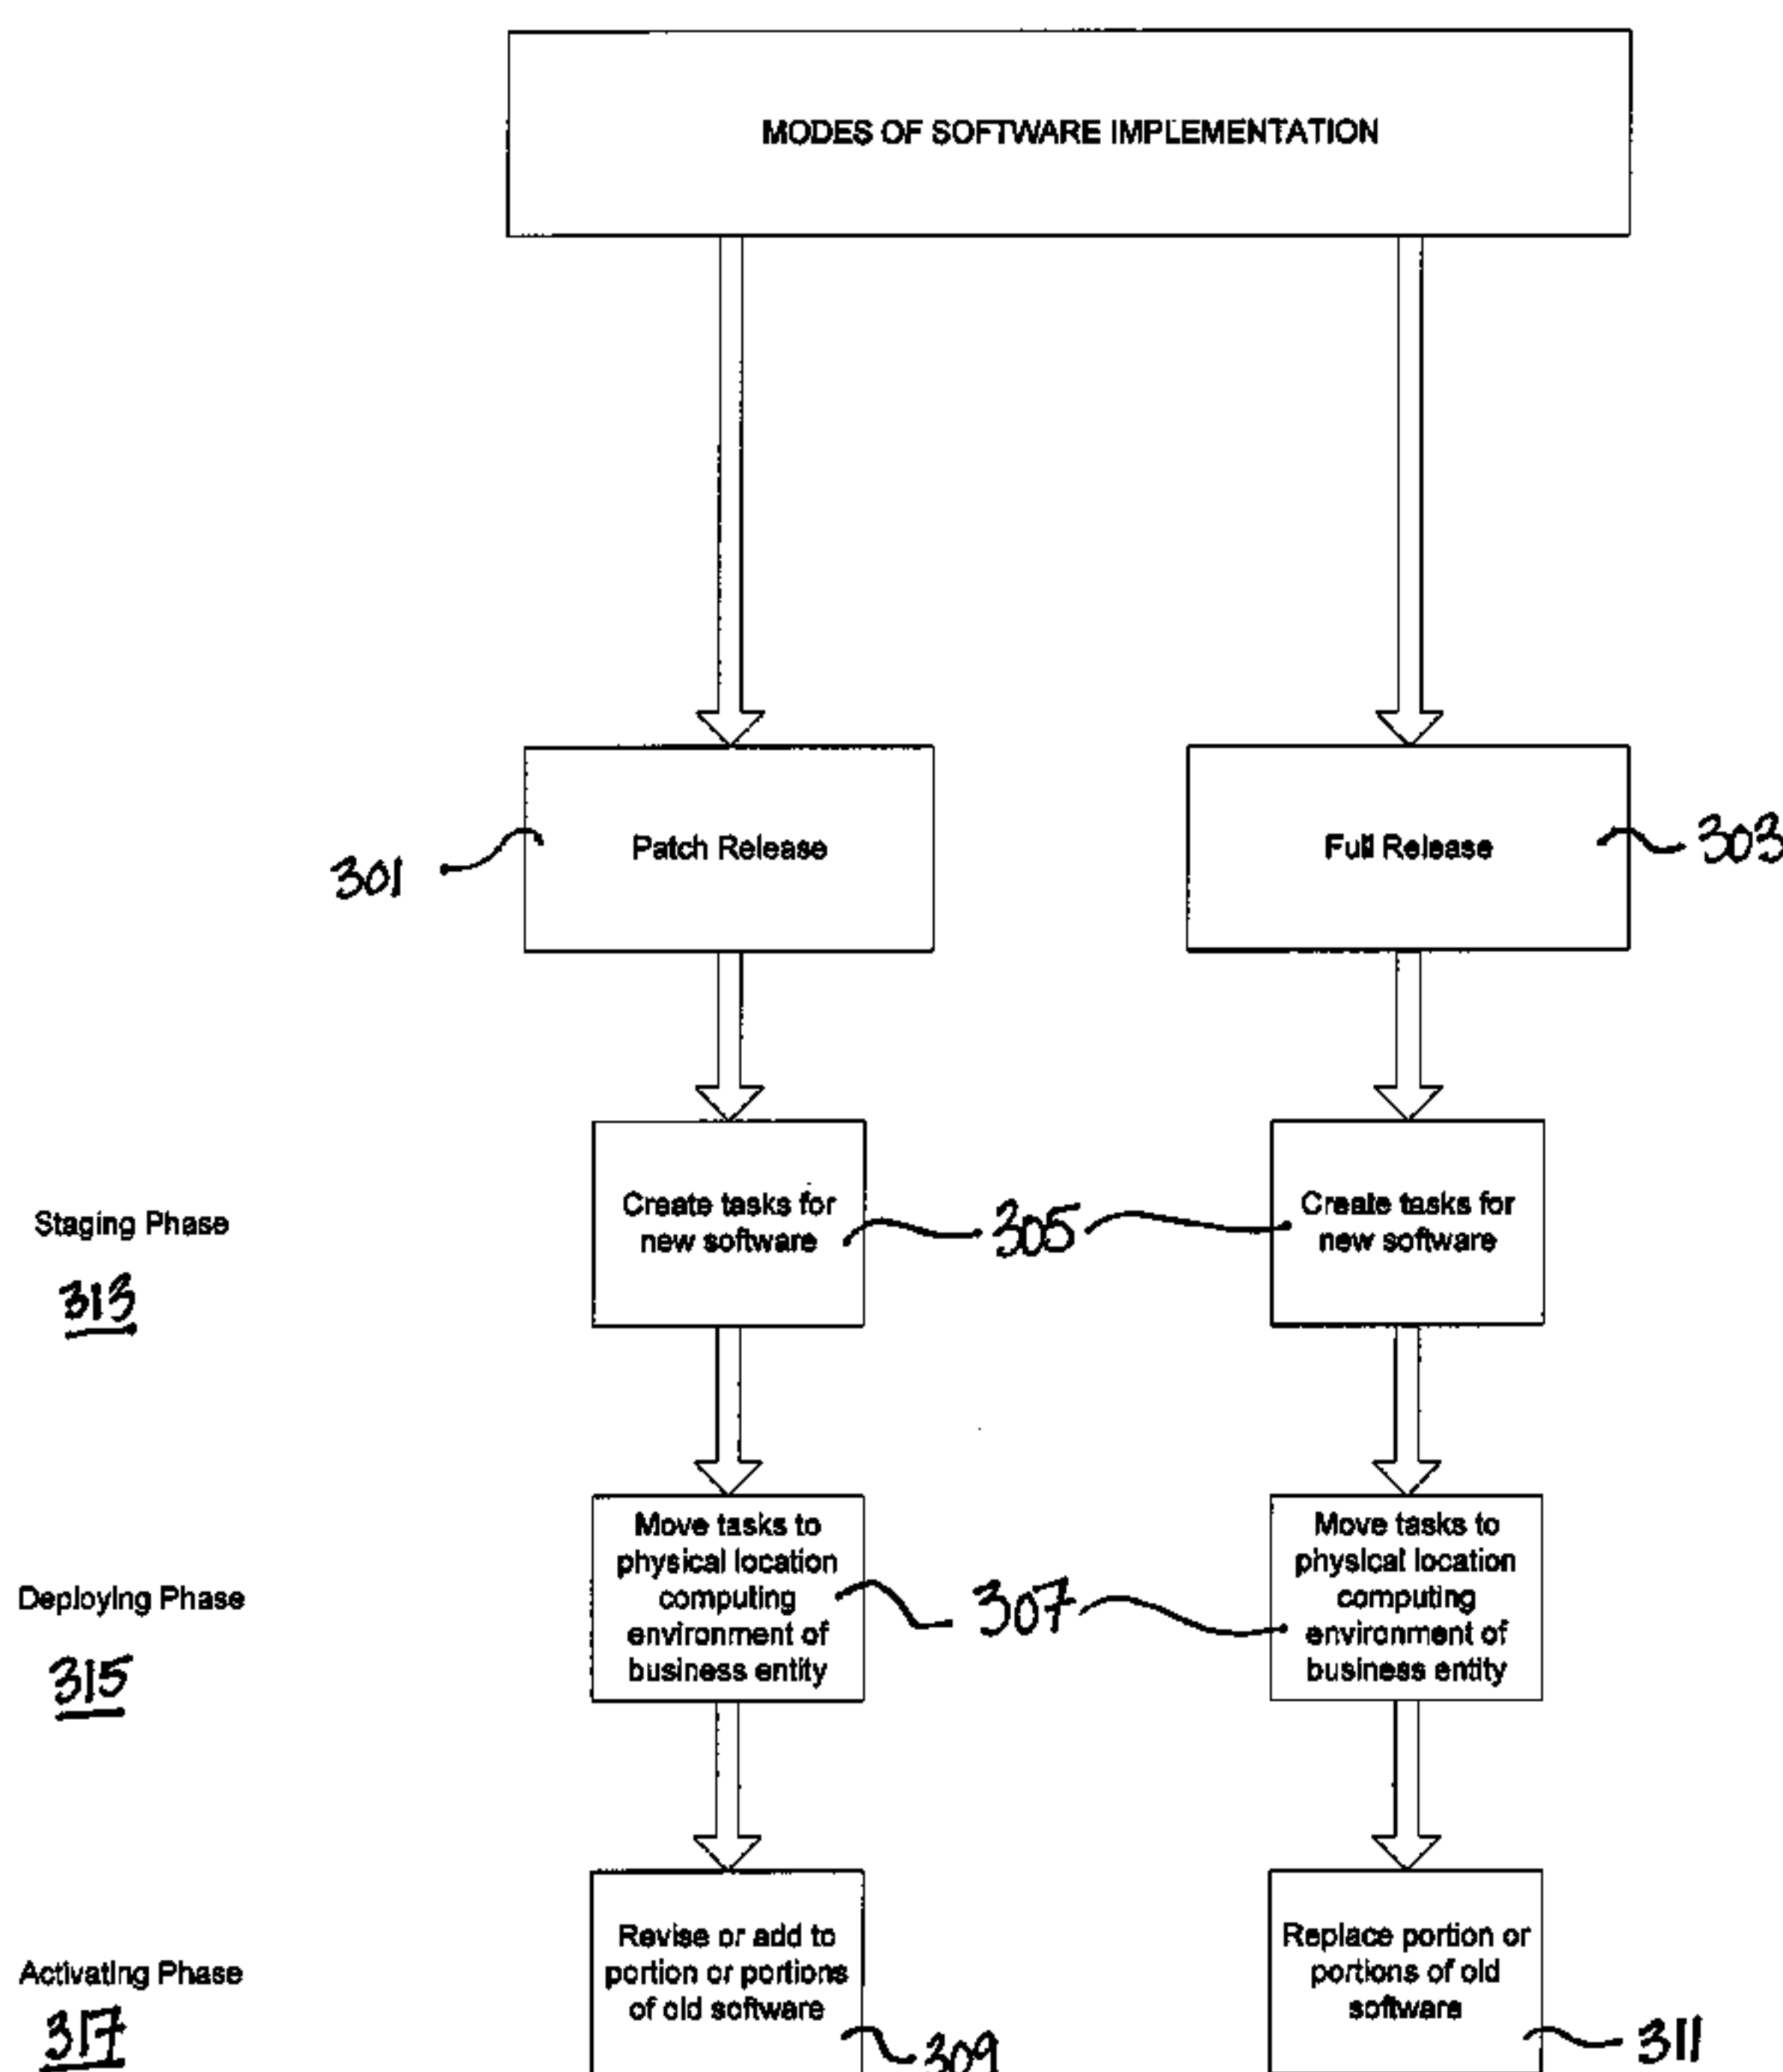 MODES OF SOFTWARE IMPLEMENTATION
Patch Release
Full Release
301
303
Staging Phase
313
Create tasks for
new software
305
Create tasks for
new software
Deploying Phase
315
Move tasks to
physical location
computing
environment of
business entity
307
Move tasks to
physical location
computing
environment of
business entity
Activating Phase
317
Revise or add to
portion or portions
of old software
309
Replace portion or
portions of old
software
311